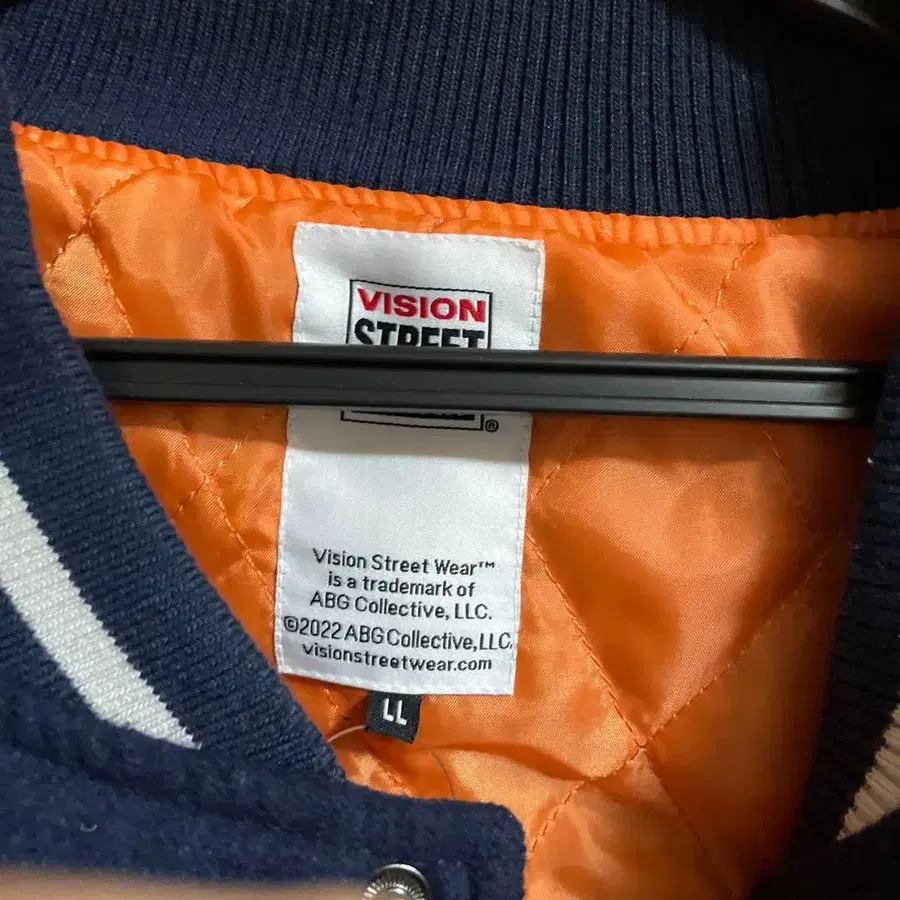 VISION
STREET
®
Vision Street Wear™
is a trademark of
ABG Collective, LLC.
©2022 ABG Collective, LLC.
visionstreetwear.com
LL